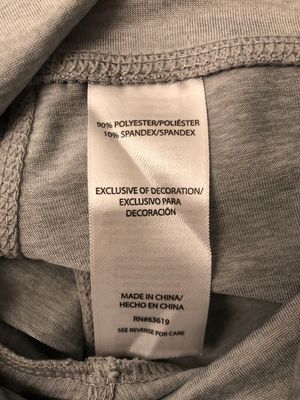 90% POLYESTER/POLIÉSTER
10% SPANDEX/SPANDEX
EXCLUSIVE OF DECORATION/
EXCLUSIVO PARA
DECORACIÓN
MADE IN CHINA/
HECHO EN CHINA
RN#63619
SEE REVERSE FOR CARE